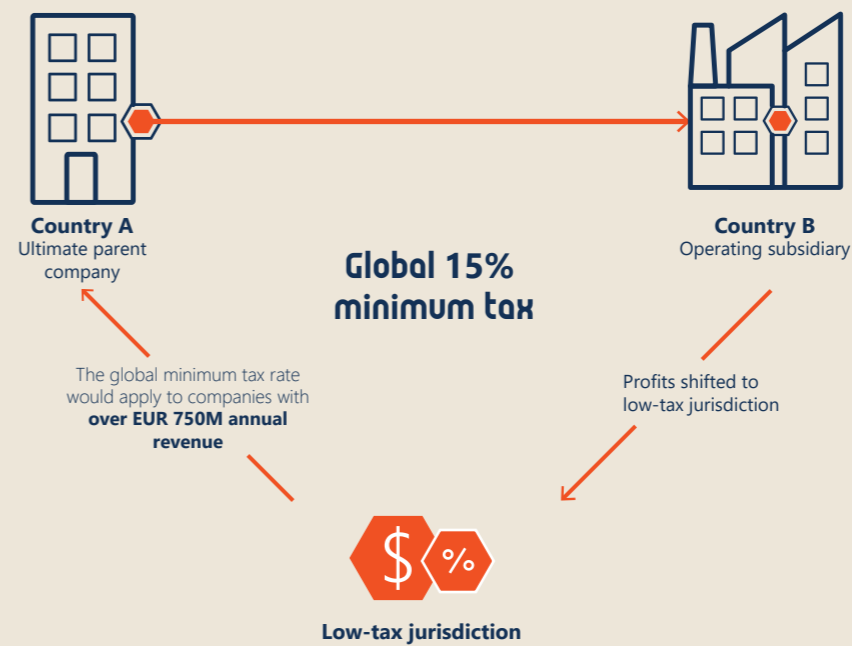 Country A
Ultimate parent
company
Country B
Operating subsidiary
Global 15%
minimum tax
The global minimum tax rate
would apply to companies with
over EUR 750M annual
revenue
Profits shifted to
low-tax jurisdiction
$
%
Low-tax jurisdiction